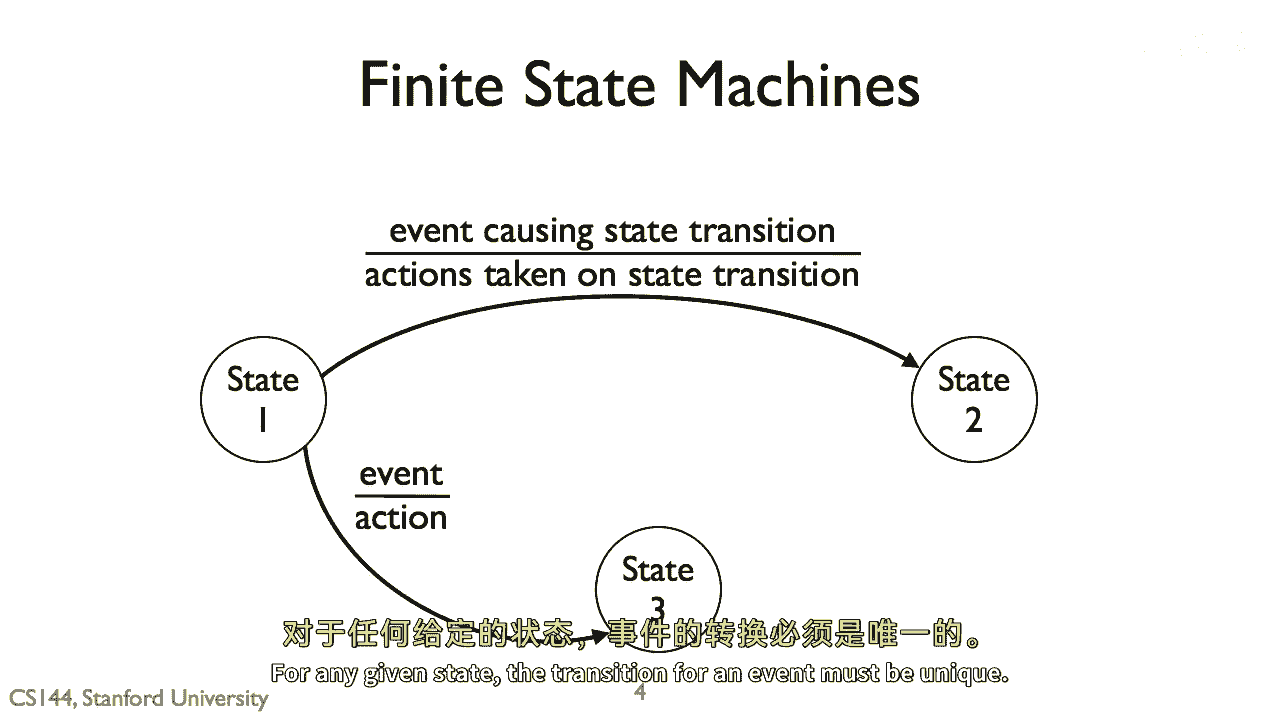 Finite State Machines
event causing state transition
actions taken on state transition
State
1
State
2
event
action
State
3
对于任何给定的状态，事件的转换必须是唯一的。
For any given state, the transition for an event must be unique.
CS144, Stanford University
4